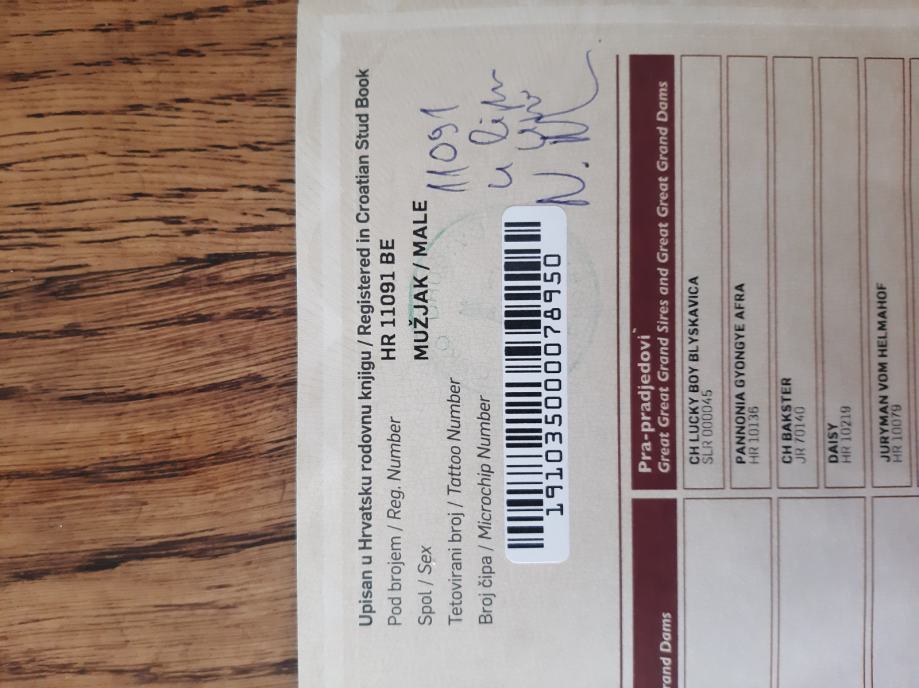 Upisan u Hrvatsku rodovnu knjigu / Registered in Croatian Stud Book
Pod brojem / Reg. Number HR 11091 BE
Spol / Sex MUŽJAK / MALE
Tetovirani broj / Tattoo Number 11091
Broj čipa / Microchip Number
191035000078950
Pra-pradjedovi
Great Great Grand Sires and Great Great Grand Dams
CH LUCKY BOY BLYSKAVICA
SLR 000045
PANNONIA GYONGYE AFRA
HR 10136
CH BAKSTER
JR 70140
DAISY
HR 10219
JURYMAN VOM HELMAHOF
HR 10079
rand Dams